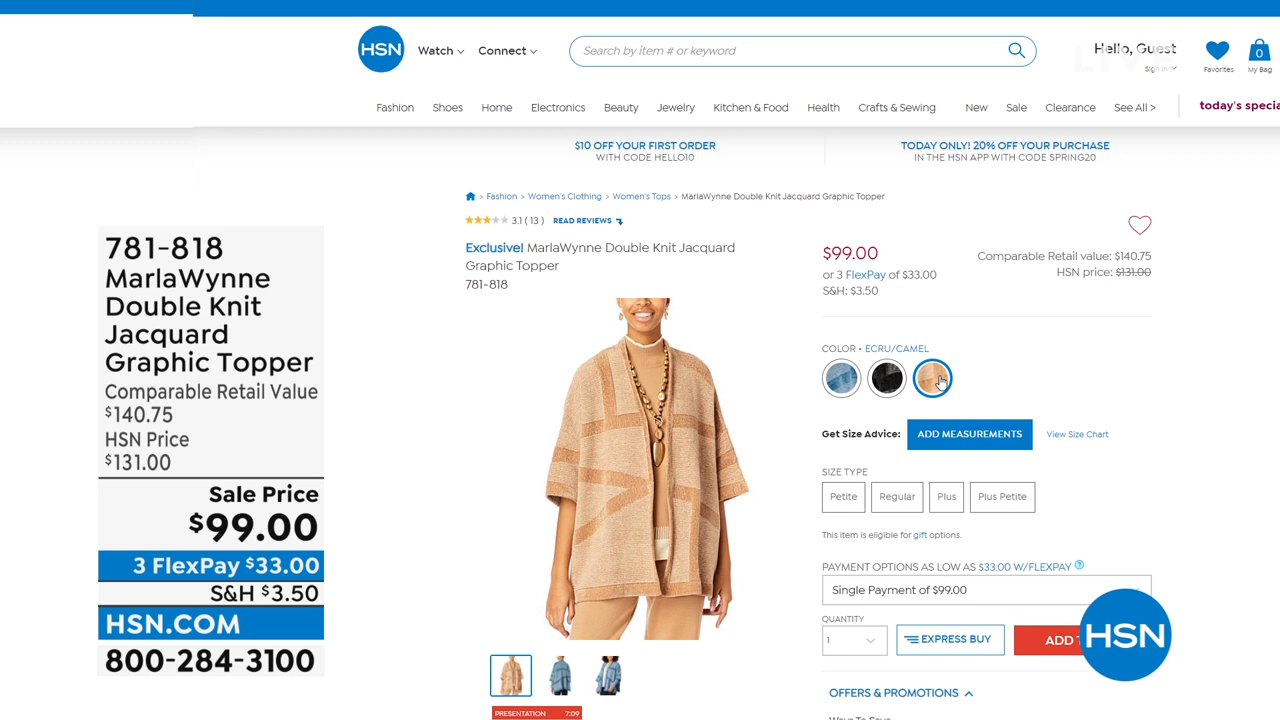 HSN
Watch
Connect
Search by item # or keyword
Hello, Guest
Sign In
LIVE
Favorites
0
My Bag
Fashion
Shoes
Home
Electronics
Beauty
Jewelry
Kitchen & Food
Health
Crafts & Sewing
New
Sale
Clearance
See All >
today's specia
$10 OFF YOUR FIRST ORDER
WITH CODE HELLO10
TODAY ONLY! 20% OFF YOUR PURCHASE
IN THE HSN APP WITH CODE SPRING20
> Fashion > Women's Clothing > Women's Tops > MarlaWynne Double Knit Jacquard Graphic Topper
3.1 ( 13 )
READ REVIEWS
Exclusive! MarlaWynne Double Knit Jacquard
Graphic Topper
781-818
781-818
MarlaWynne
Double Knit
Jacquard
Graphic Topper
Comparable Retail Value
$140.75
HSN Price
$131.00
Sale Price
$99.00
3 FlexPay $33.00
S&H $3.50
HSN.COM
800-284-3100
PRESENTATION 7:09
$99.00
or 3 FlexPay of $33.00
S&H: $3.50
Comparable Retail value: $140.75
HSN price: $131.00
COLOR • ECRU/CAMEL
Get Size Advice:
ADD MEASUREMENTS
View Size Chart
SIZE TYPE
Petite
Regular
Plus
Plus Petite
This item is eligible for gift options.
PAYMENT OPTIONS AS LOW AS $33.00 W/FLEXPAY
?
Single Payment of $99.00
QUANTITY
1
EXPRESS BUY
ADD
HSN
OFFERS & PROMOTIONS